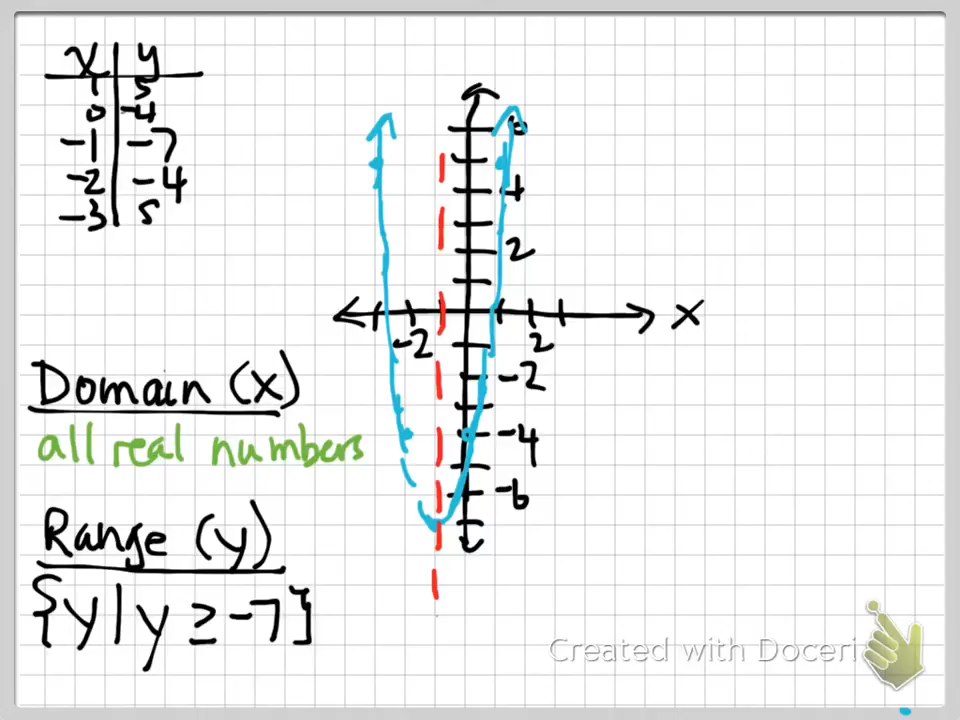 x y
1 5
0 -4
-1 -7
-2 -4
-3 5
6
4
2
-2 2 x
-2
-4
-6
Domain (x)
all real numbers
Range (y)
{y | y ≥ -7}
Created with Doceri